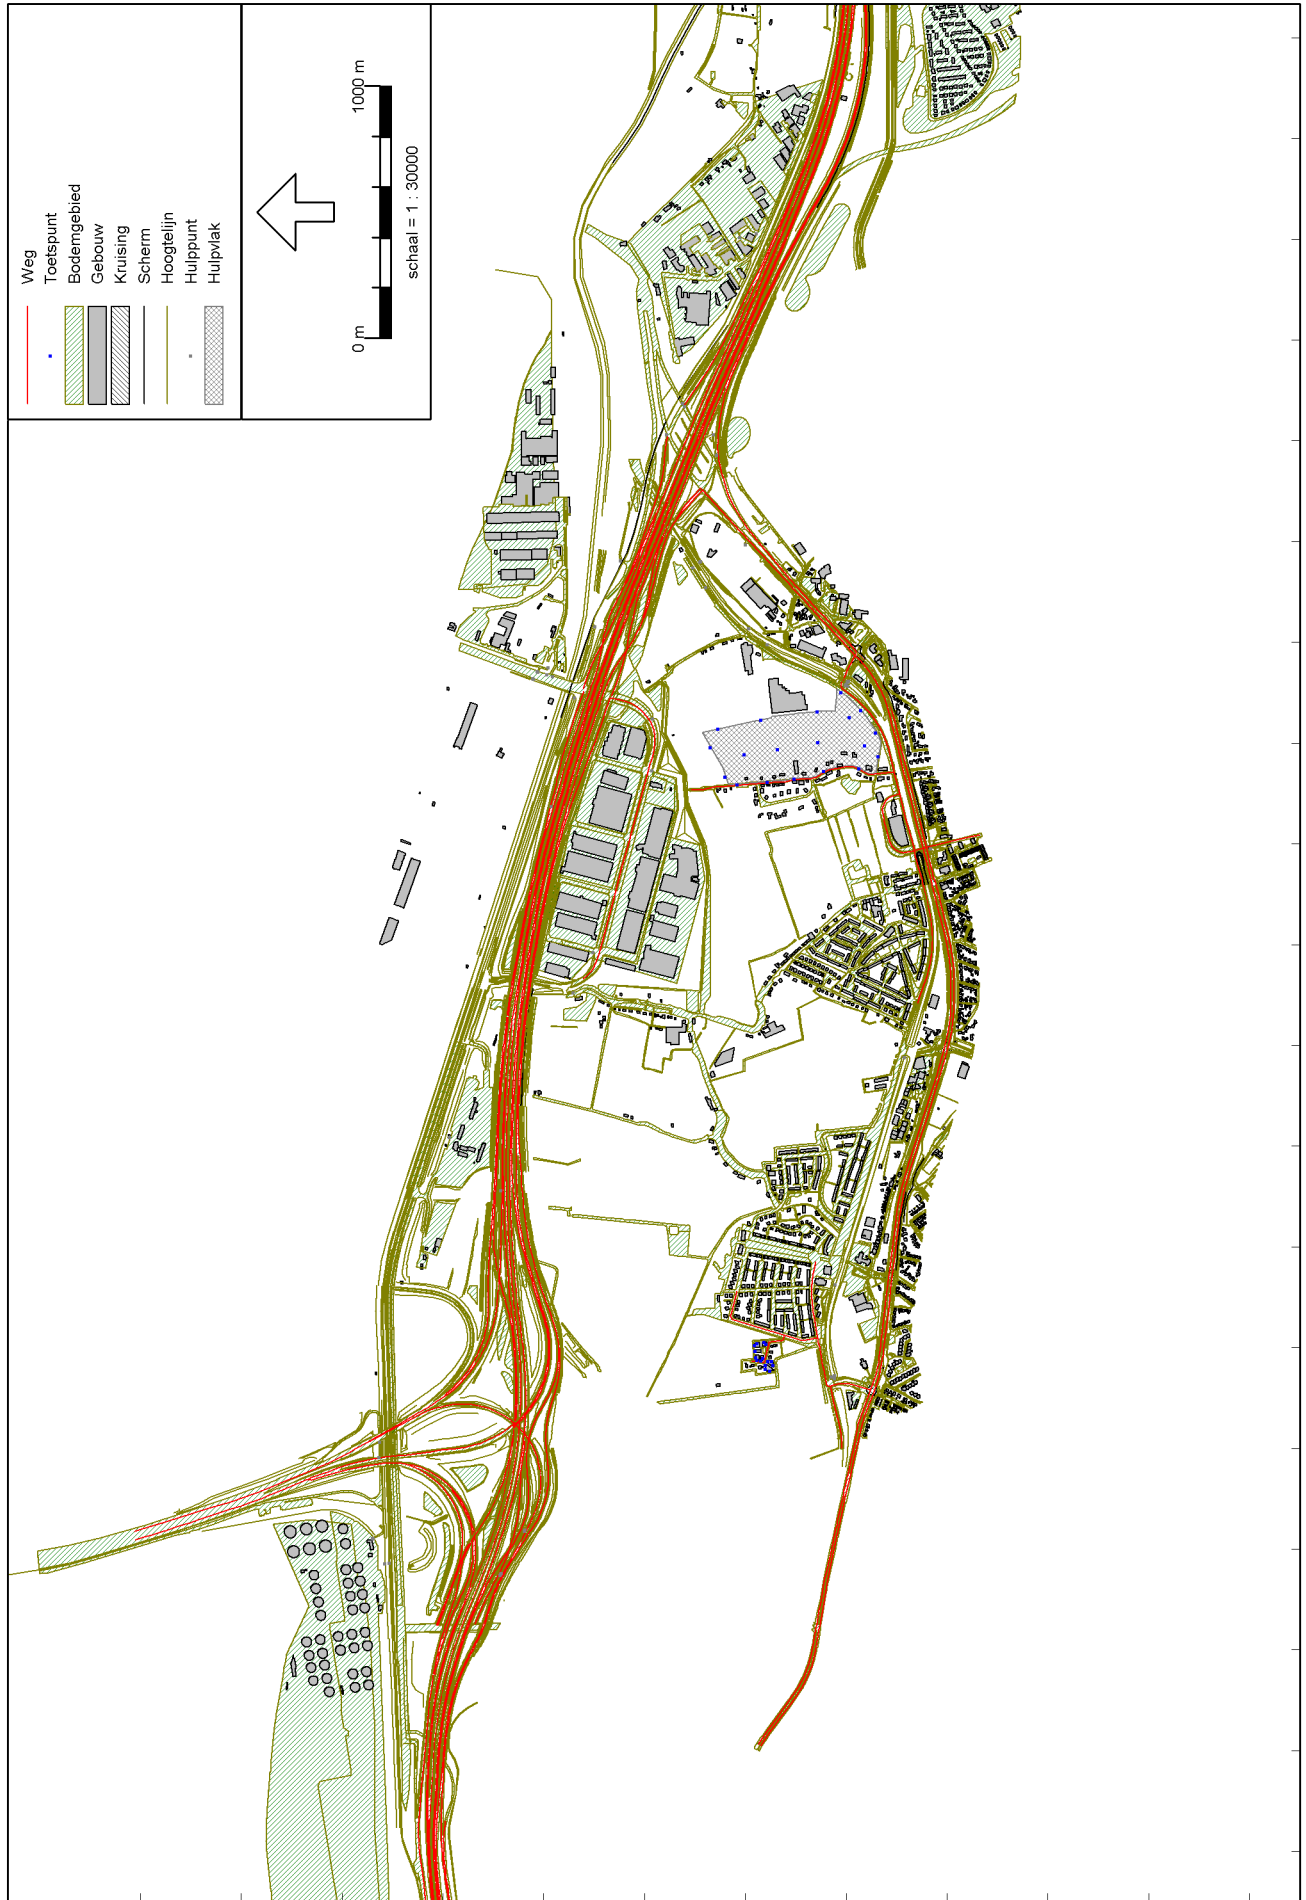 Weg
Toetspunt
Bodemgebied
Gebouw
Kruising
Scherm
Hoogtelijn
Hulppunt
Hulpvlak
0 m
1000 m
schaal = 1 : 30000